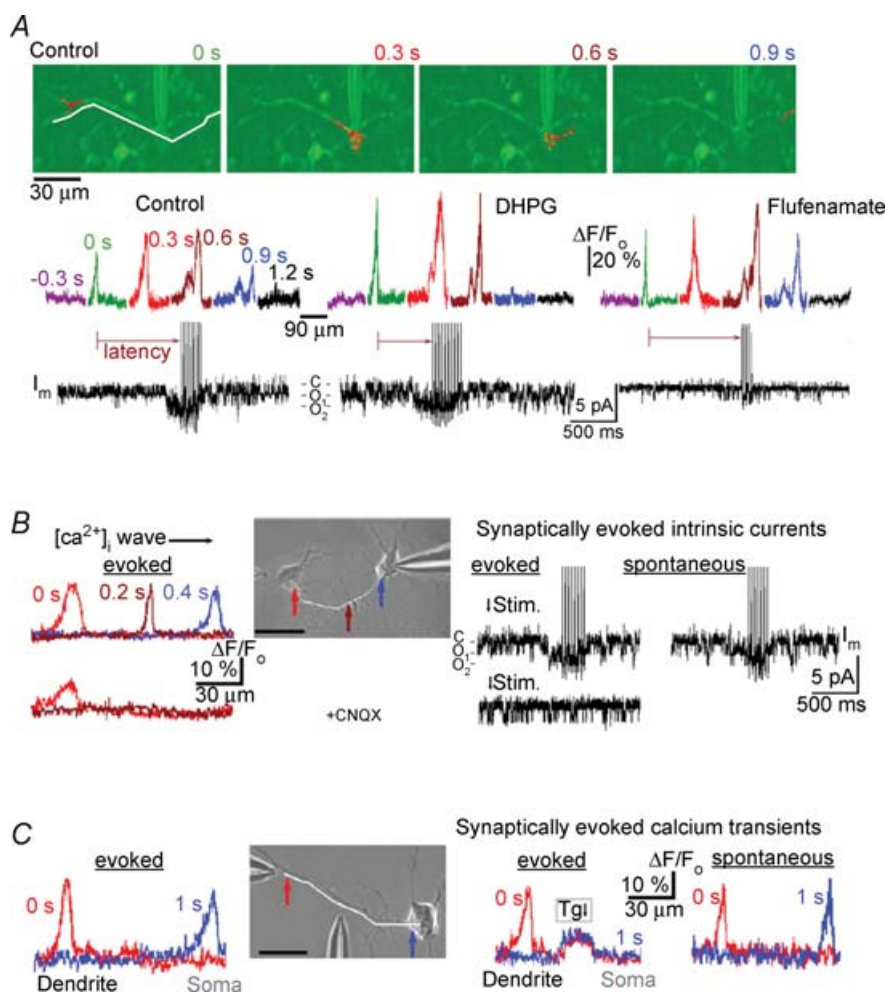 A
Control 0 s 0.3 s 0.6 s 0.9 s
30 μm
Control DHPG Flufenamate
-0.3 s 0 s 0.3 s 0.6 s 0.9 s 1.2 s
ΔF/Fo
20 %
90 μm
latency
Im
C
O1
O2
5 pA
500 ms
B
[ca2+]i wave
evoked
0 s 0.2 s 0.4 s
ΔF/Fo
10 %
30 μm
+CNQX
Synaptically evoked intrinsic currents
evoked spontaneous
↓Stim.
C
O1
O2
↓Stim.
Im
5 pA
500 ms
C
evoked
0 s 1 s
Dendrite Soma
Synaptically evoked calcium transients
evoked spontaneous
ΔF/Fo
10 %
30 μm
0 s Tg↓ 1 s 0 s 1 s
Dendrite Soma